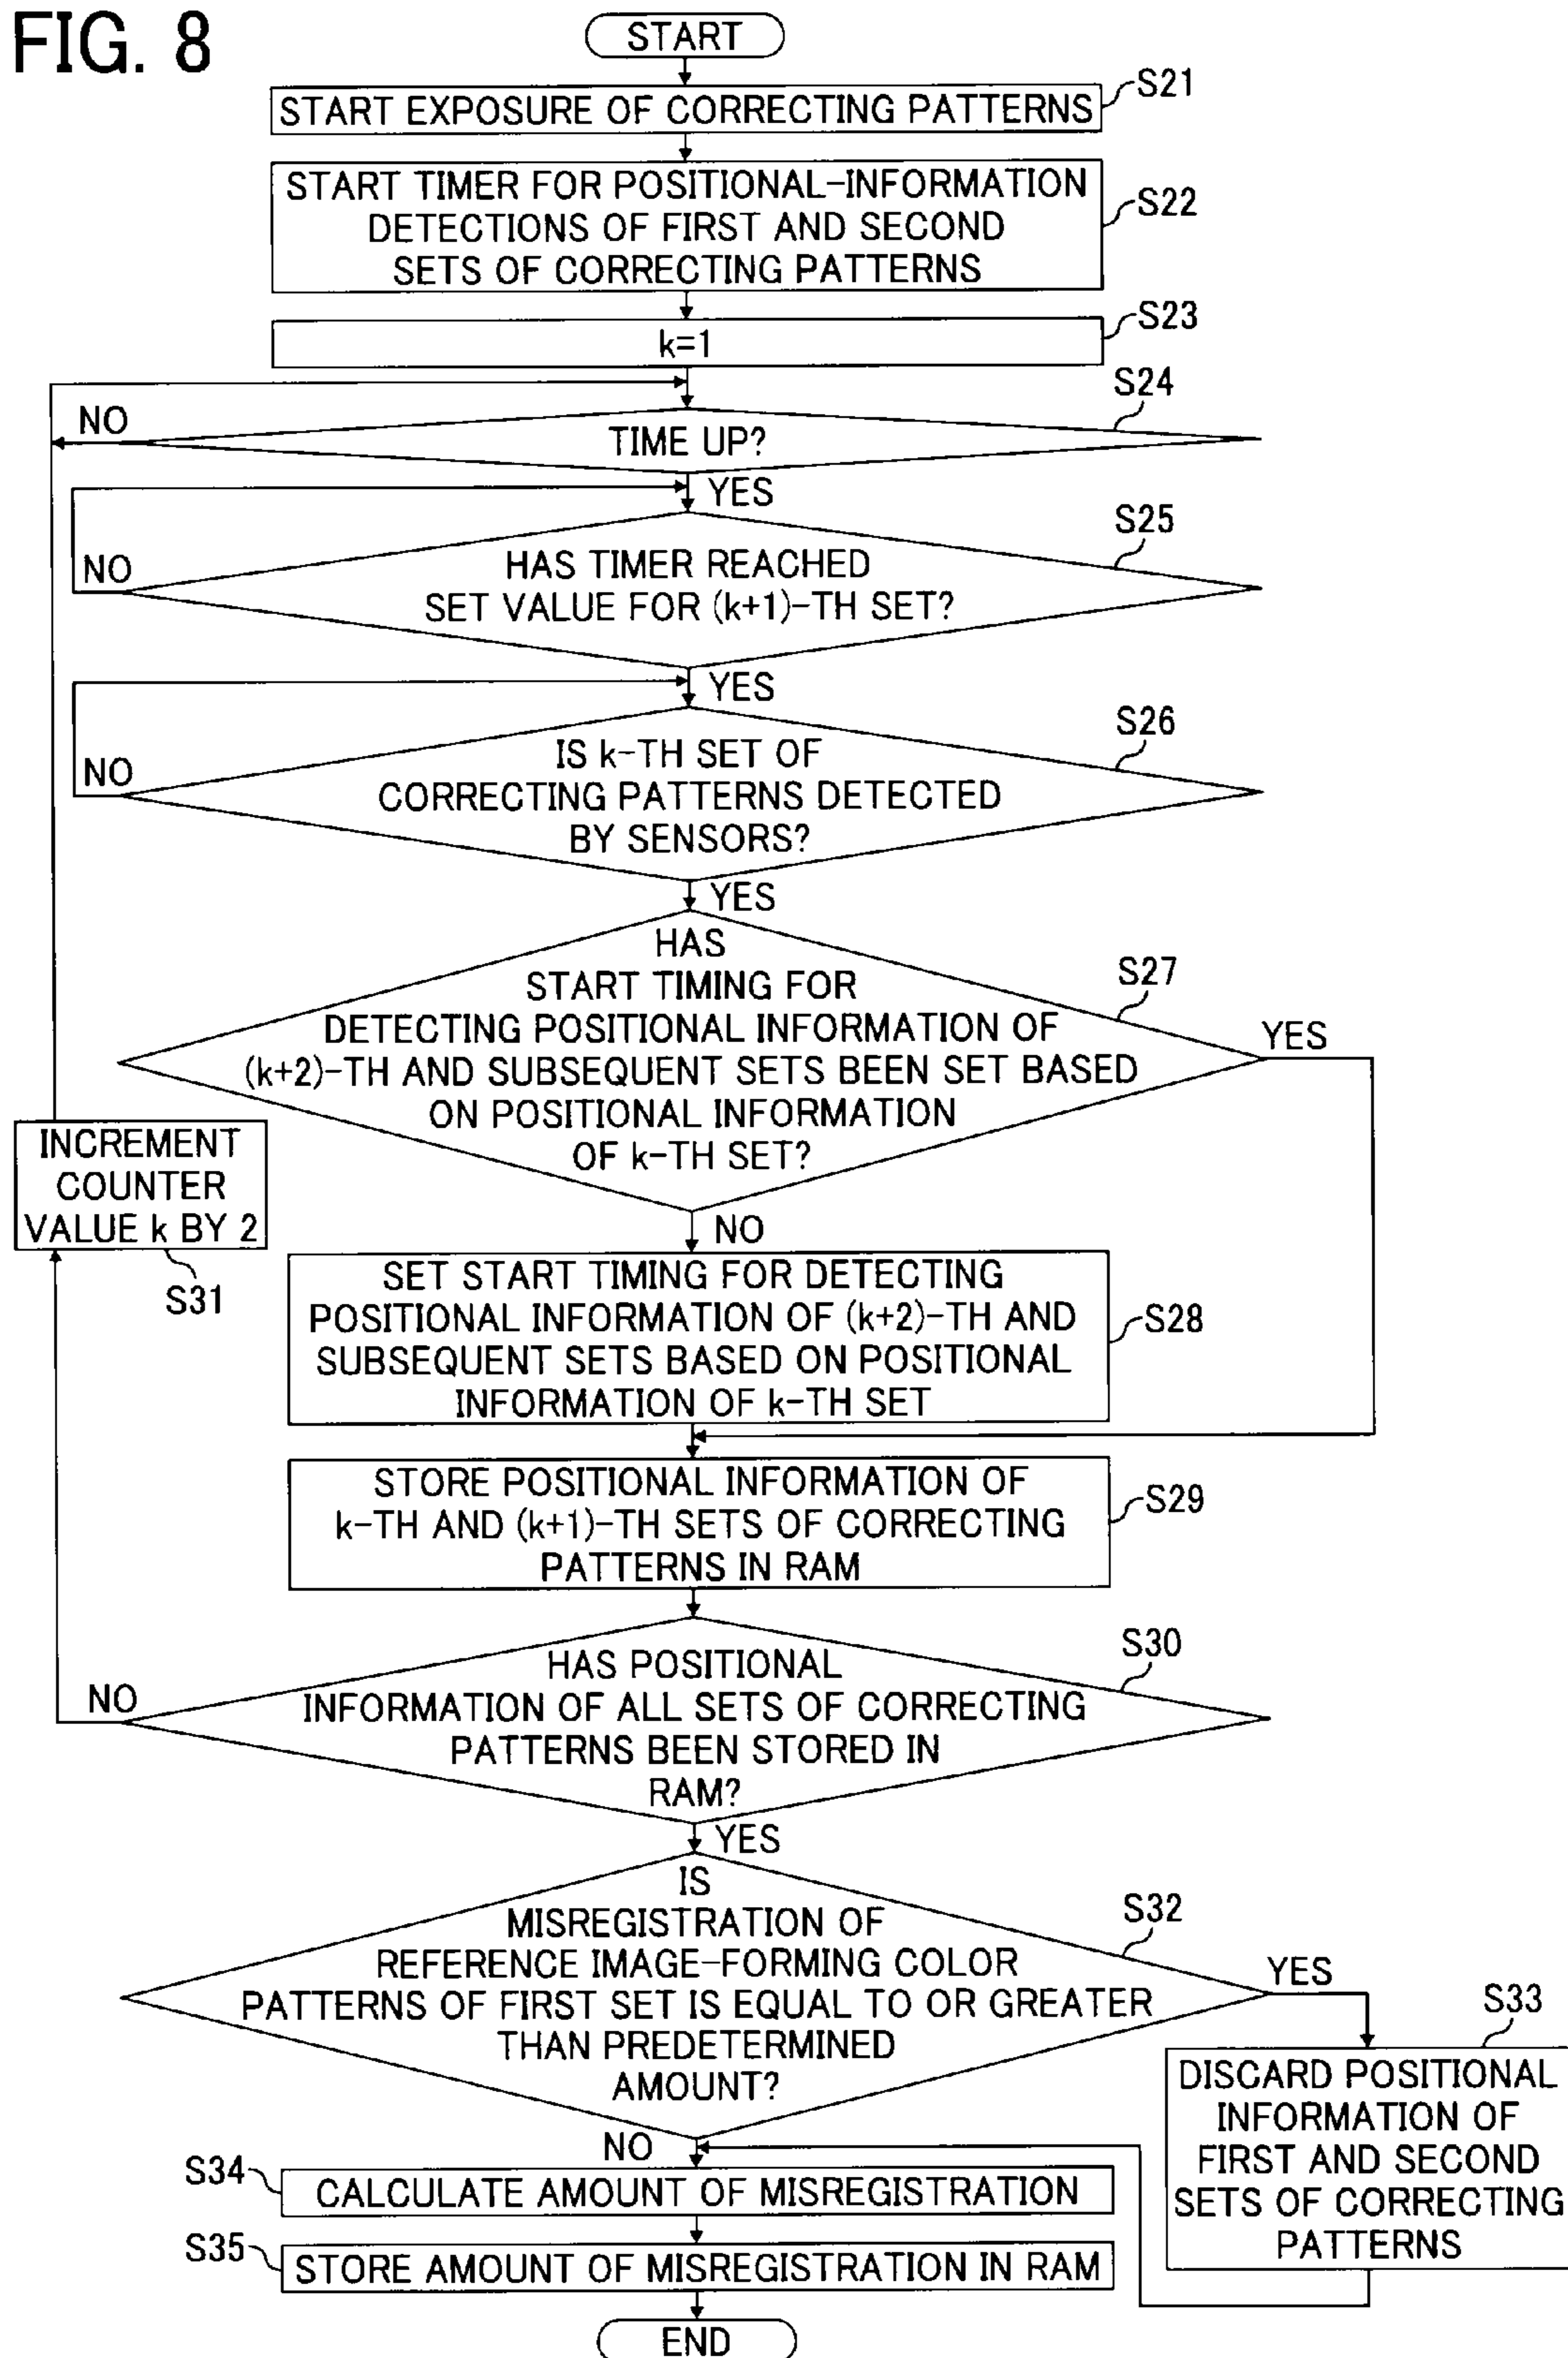 FIG. 8
START
START EXPOSURE OF CORRECTING PATTERNS
S21
START TIMER FOR POSITIONAL-INFORMATION
DETECTIONS OF FIRST AND SECOND
SETS OF CORRECTING PATTERNS
S22
k=1
S23
TIME UP?
S24
NO
YES
HAS TIMER REACHED
SET VALUE FOR (k+1)-TH SET?
S25
NO
YES
IS k-TH SET OF
CORRECTING PATTERNS DETECTED
BY SENSORS?
S26
NO
YES
HAS
START TIMING FOR
DETECTING POSITIONAL INFORMATION OF
(k+2)-TH AND SUBSEQUENT SETS BEEN SET BASED
ON POSITIONAL INFORMATION
OF k-TH SET?
S27
YES
NO
INCREMENT
COUNTER
VALUE k BY 2
S31
SET START TIMING FOR DETECTING
POSITIONAL INFORMATION OF (k+2)-TH AND
SUBSEQUENT SETS BASED ON POSITIONAL
INFORMATION OF k-TH SET
S28
STORE POSITIONAL INFORMATION OF
k-TH AND (k+1)-TH SETS OF CORRECTING
PATTERNS IN RAM
S29
HAS POSITIONAL
INFORMATION OF ALL SETS OF CORRECTING
PATTERNS BEEN STORED IN
RAM?
S30
NO
YES
IS
MISREGISTRATION OF
REFERENCE IMAGE-FORMING COLOR
PATTERNS OF FIRST SET IS EQUAL TO OR GREATER
THAN PREDETERMINED
AMOUNT?
S32
YES
NO
S33
DISCARD POSITIONAL
INFORMATION OF
FIRST AND SECOND
SETS OF CORRECTING
PATTERNS
S34
CALCULATE AMOUNT OF MISREGISTRATION
S35
STORE AMOUNT OF MISREGISTRATION IN RAM
END